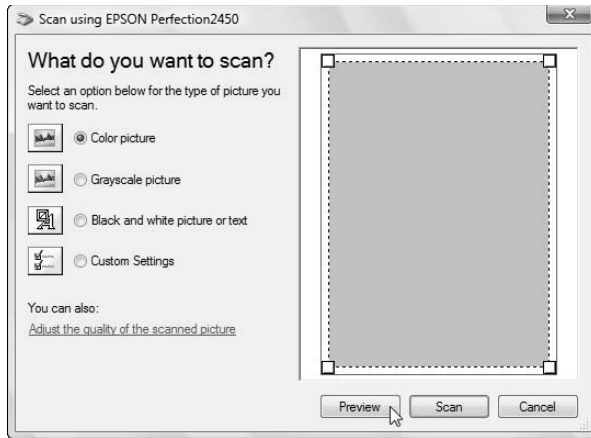 Scan using EPSON Perfection2450
What do you want to scan?
Select an option below for the type of picture you
want to scan.
Color picture
Grayscale picture
Black and white picture or text
Custom Settings
You can also:
Adjust the quality of the scanned picture
Preview
Scan
Cancel